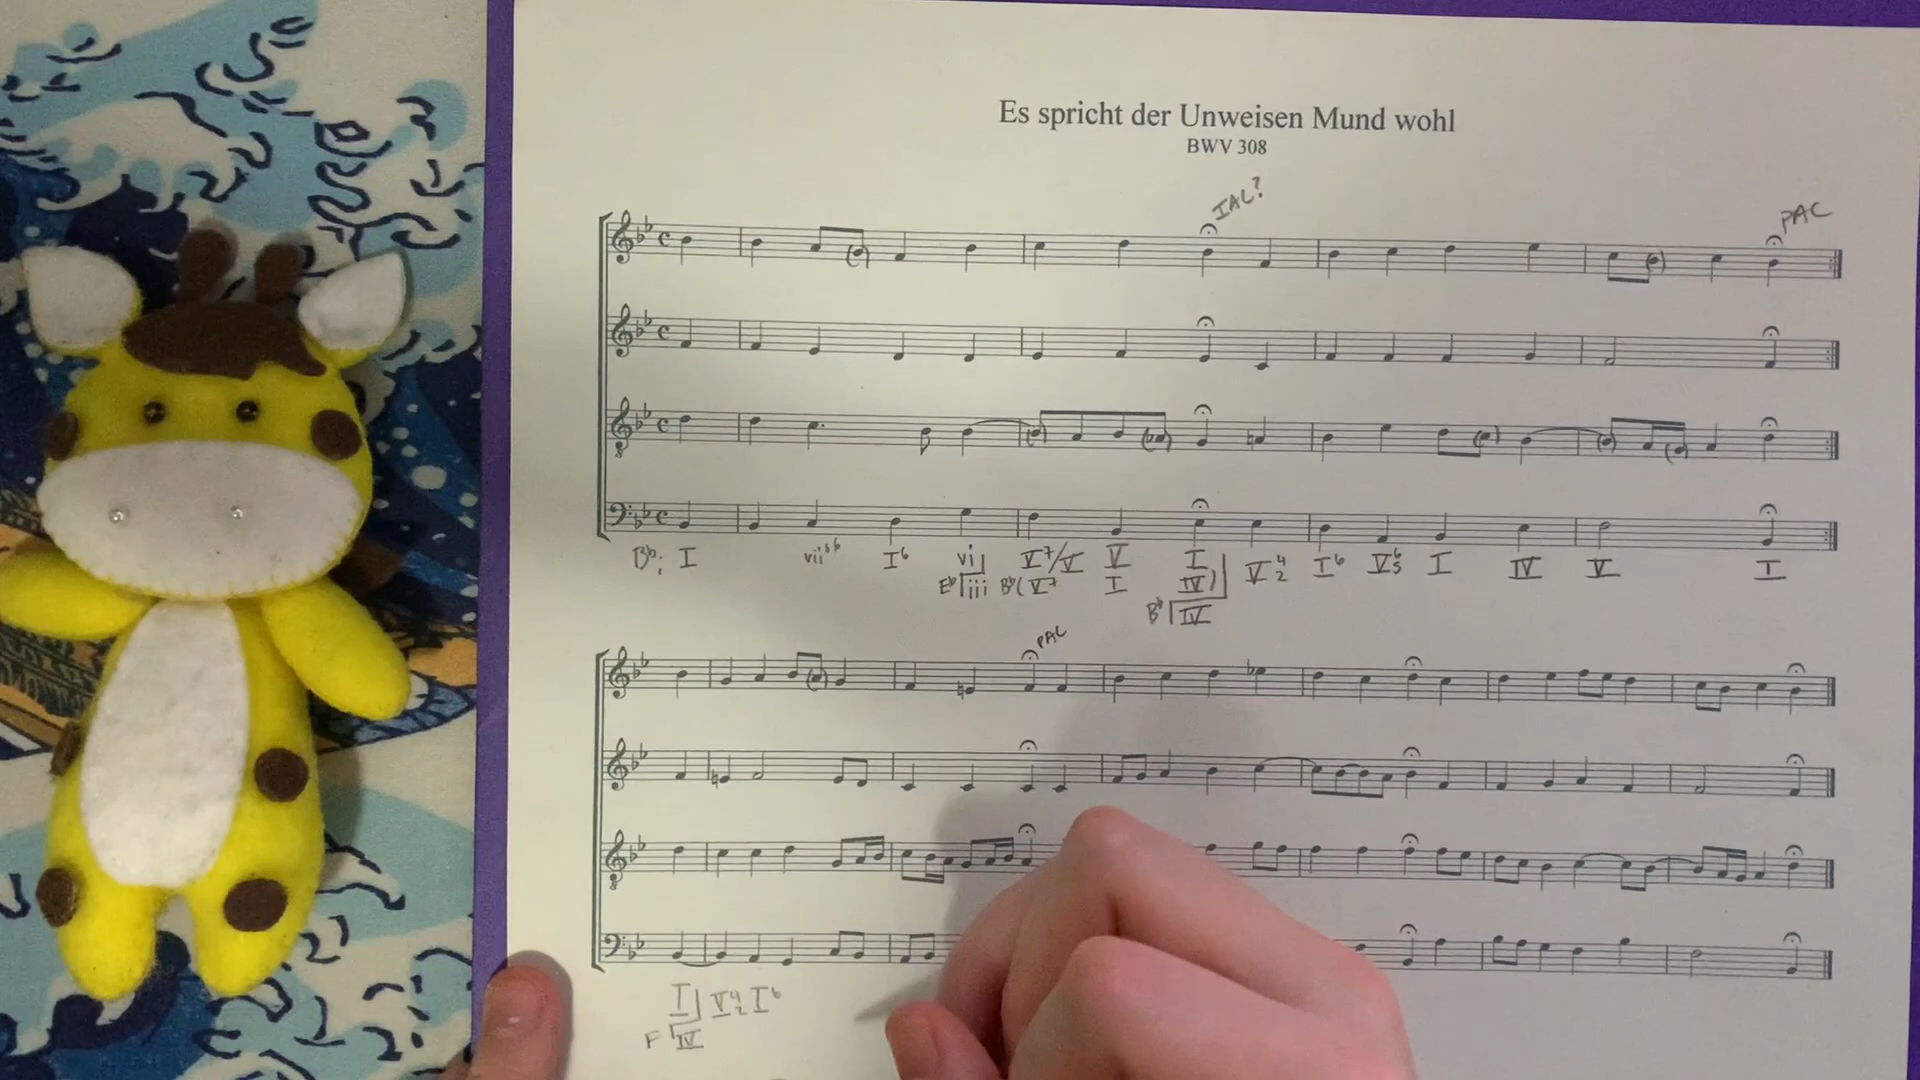 Es spricht der Unweisen Mund wohl
BWV 308
IAC? PAC
B♭: I vii°6 I6 vi V7/V V I V4/2 I6 V6/5 I IV V I
E♭ iii B♭(V7 I IV)
B♭ IV
PAC
I V4/2 I6
F IV